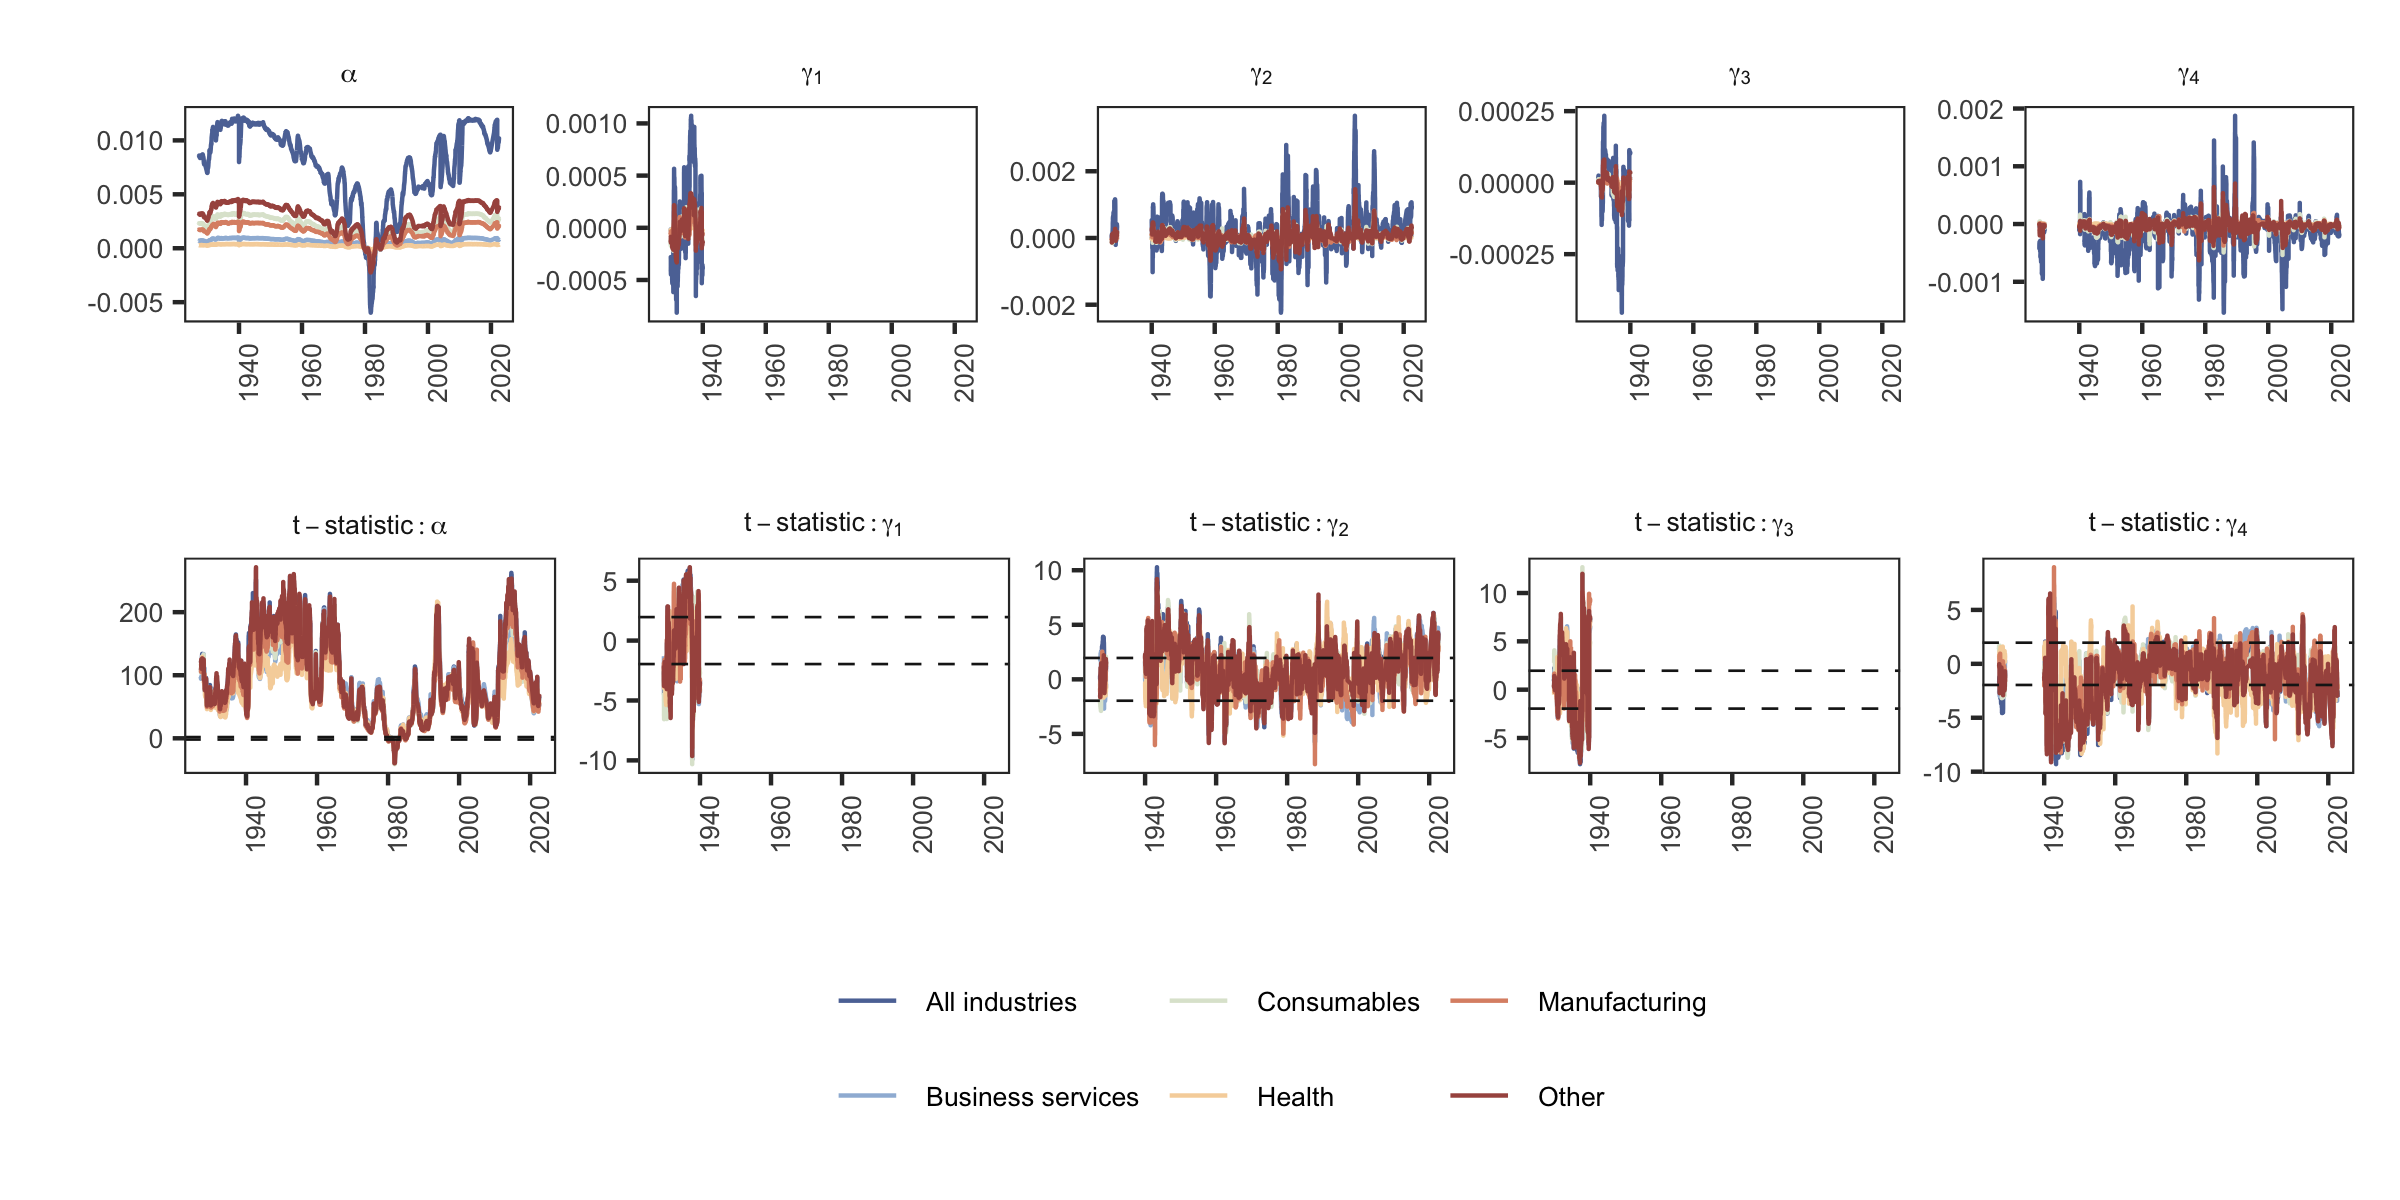 α γ1 γ2 γ3 γ4
0.010
0.005
0.000
-0.005
1940 1960 1980 2000 2020
0.0010
0.0005
0.0000
-0.0005
1940 1960 1980 2000 2020
0.002
0.000
-0.002
1940 1960 1980 2000 2020
0.00025
0.00000
-0.00025
1940 1960 1980 2000 2020
0.002
0.001
0.000
-0.001
1940 1960 1980 2000 2020
t – statistic : α
200
100
0
1940 1960 1980 2000 2020
t – statistic : γ1
5
0
-5
-10
1940 1960 1980 2000 2020
t – statistic : γ2
10
5
0
-5
1940 1960 1980 2000 2020
t – statistic : γ3
10
5
0
-5
1940 1960 1980 2000 2020
t – statistic : γ4
5
0
-5
-10
1940 1960 1980 2000 2020
All industries Consumables Manufacturing
Business services Health Other